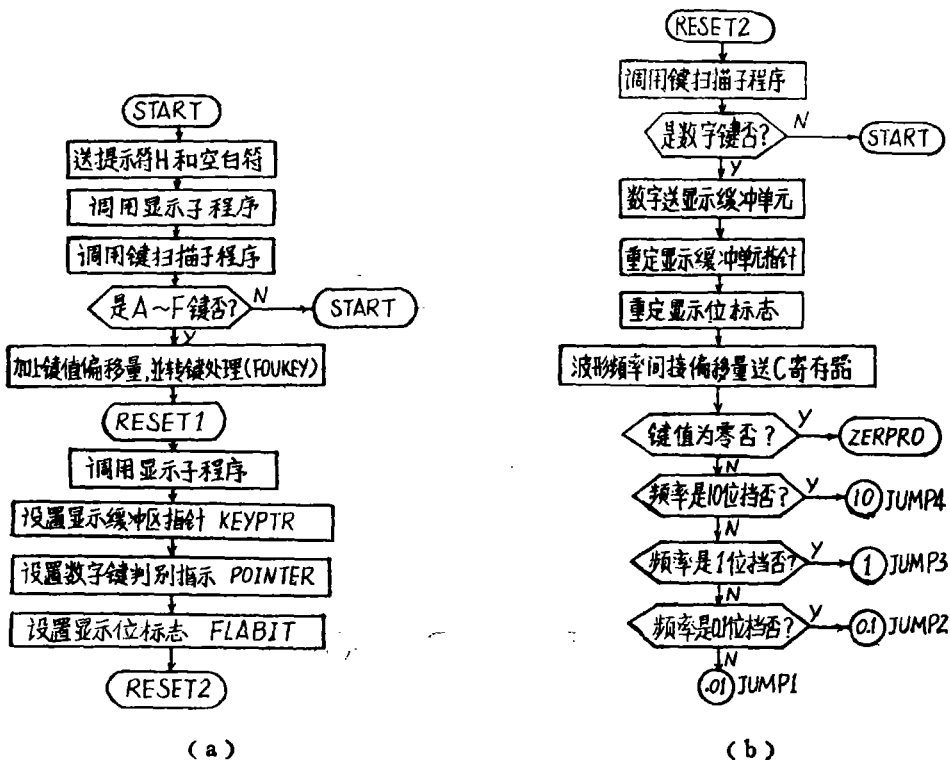 START
送提示符H和空白符
调用显示子程序
调用键扫描子程序
是A～F键否?
N
START
Y
加上键值偏移量,並转键处理(FOUKEY)
RESET1
调用显示子程序
设置显示缓冲区指针 KEYPTR
设置数字键判别指示 POINTER
设置显示位标志 FLABIT
RESET2
(a)
RESET2
调用键扫描子程序
是数字键否?
N
START
Y
数字送显示缓冲单元
重定显示缓冲单元指针
重定显示位标志
波形频率间接偏移量送C寄存器
键值为零否?
Y
ZERPRO
N
频率是10位挡否?
Y
10 JUMP4
N
频率是1位挡否?
Y
1 JUMP3
N
频率是0.1位挡否?
Y
0.1 JUMP2
N
.01 JUMP1
(b)